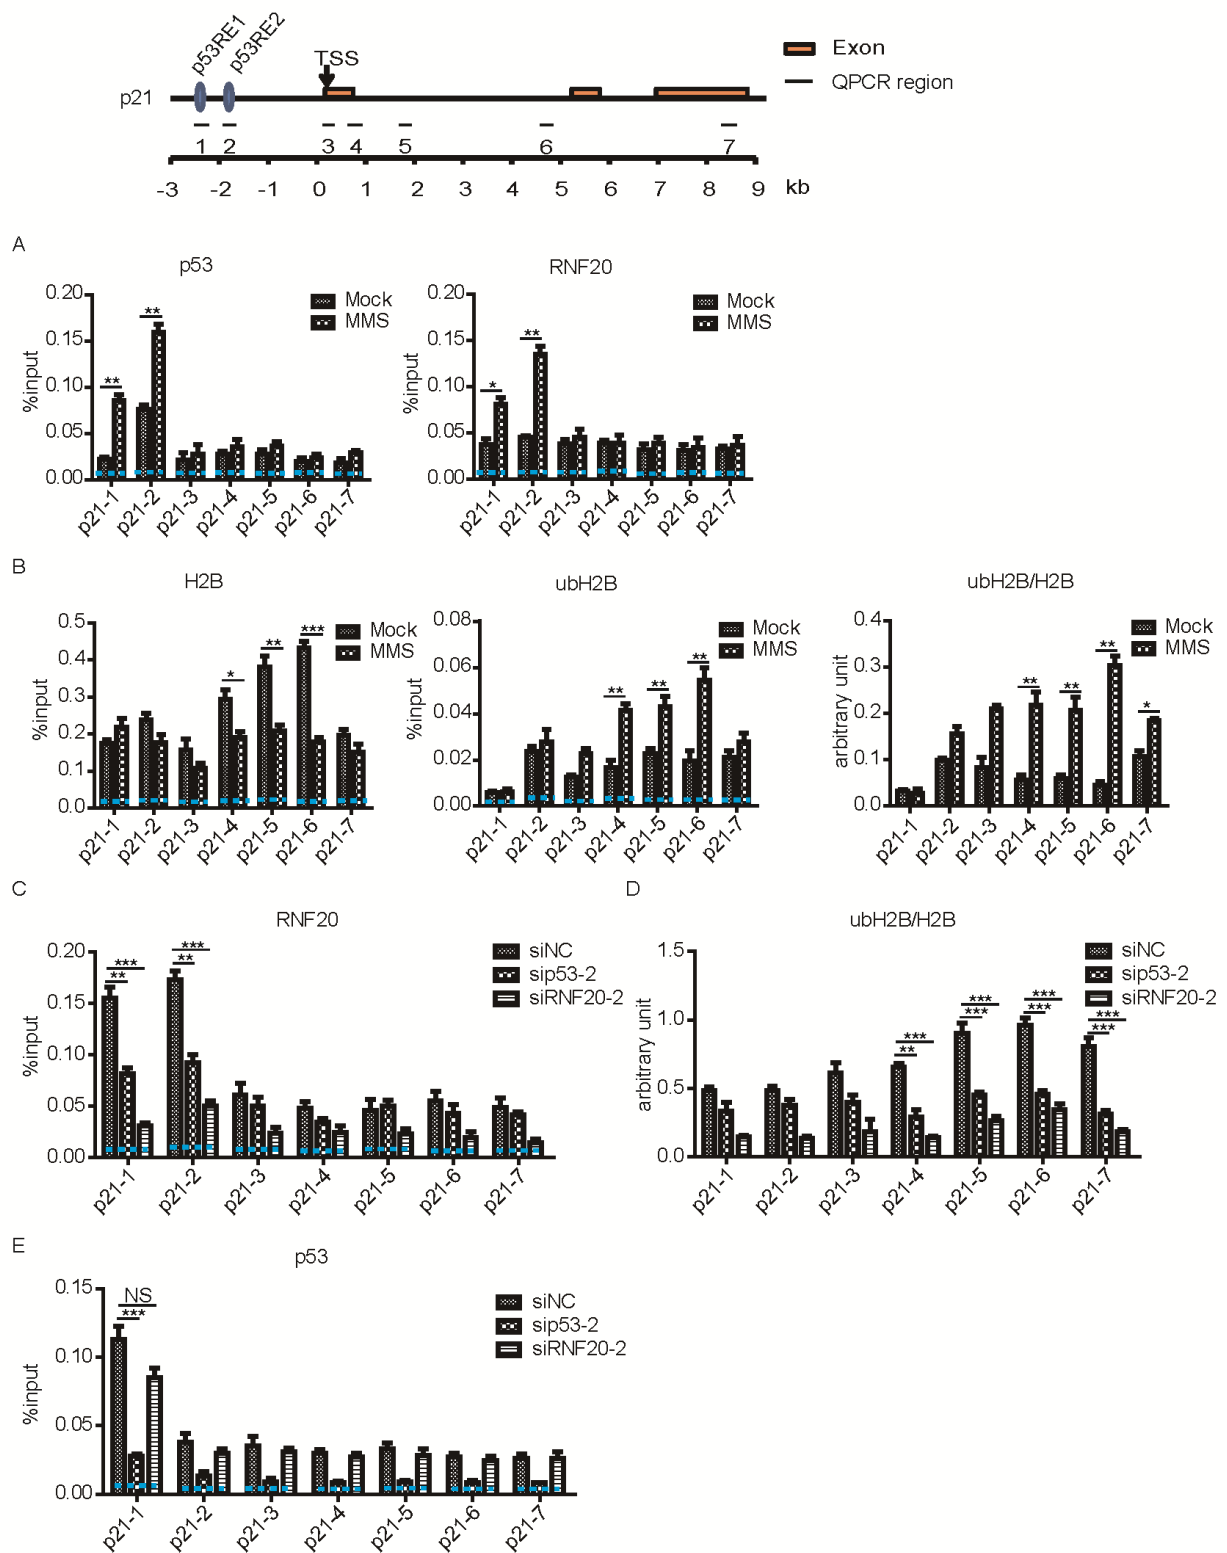 p53RE1
p53RE2
TSS
Exon
QPCR region
p21
1 2 3 4 5 6 7
-3 -2 -1 0 1 2 3 4 5 6 7 8 9 kb
A
p53
%input
0.20
0.15
0.10
0.05
0.00
** **
Mock
MMS
p21-1 p21-2 p21-3 p21-4 p21-5 p21-6 p21-7
RNF20
%input
0.20
0.15
0.10
0.05
0.00
* **
Mock
MMS
p21-1 p21-2 p21-3 p21-4 p21-5 p21-6 p21-7
B
H2B
%input
0.5
0.4
0.3
0.2
0.1
0.0
* ** ***
Mock
MMS
p21-1 p21-2 p21-3 p21-4 p21-5 p21-6 p21-7
ubH2B
%input
0.08
0.06
0.04
0.02
0.00
** ** **
Mock
MMS
p21-1 p21-2 p21-3 p21-4 p21-5 p21-6 p21-7
ubH2B/H2B
arbitrary unit
0.4
0.3
0.2
0.1
0.0
** ** ** *
Mock
MMS
p21-1 p21-2 p21-3 p21-4 p21-5 p21-6 p21-7
C
RNF20
%input
0.20
0.15
0.10
0.05
0.00
*** ***
** **
siNC
sip53-2
siRNF20-2
p21-1 p21-2 p21-3 p21-4 p21-5 p21-6 p21-7
D
ubH2B/H2B
arbitrary unit
1.5
1.0
0.5
0.0
*** *** *** ***
** *** *** ***
siNC
sip53-2
siRNF20-2
p21-1 p21-2 p21-3 p21-4 p21-5 p21-6 p21-7
E
p53
%input
0.15
0.10
0.05
0.00
NS
***
siNC
sip53-2
siRNF20-2
p21-1 p21-2 p21-3 p21-4 p21-5 p21-6 p21-7